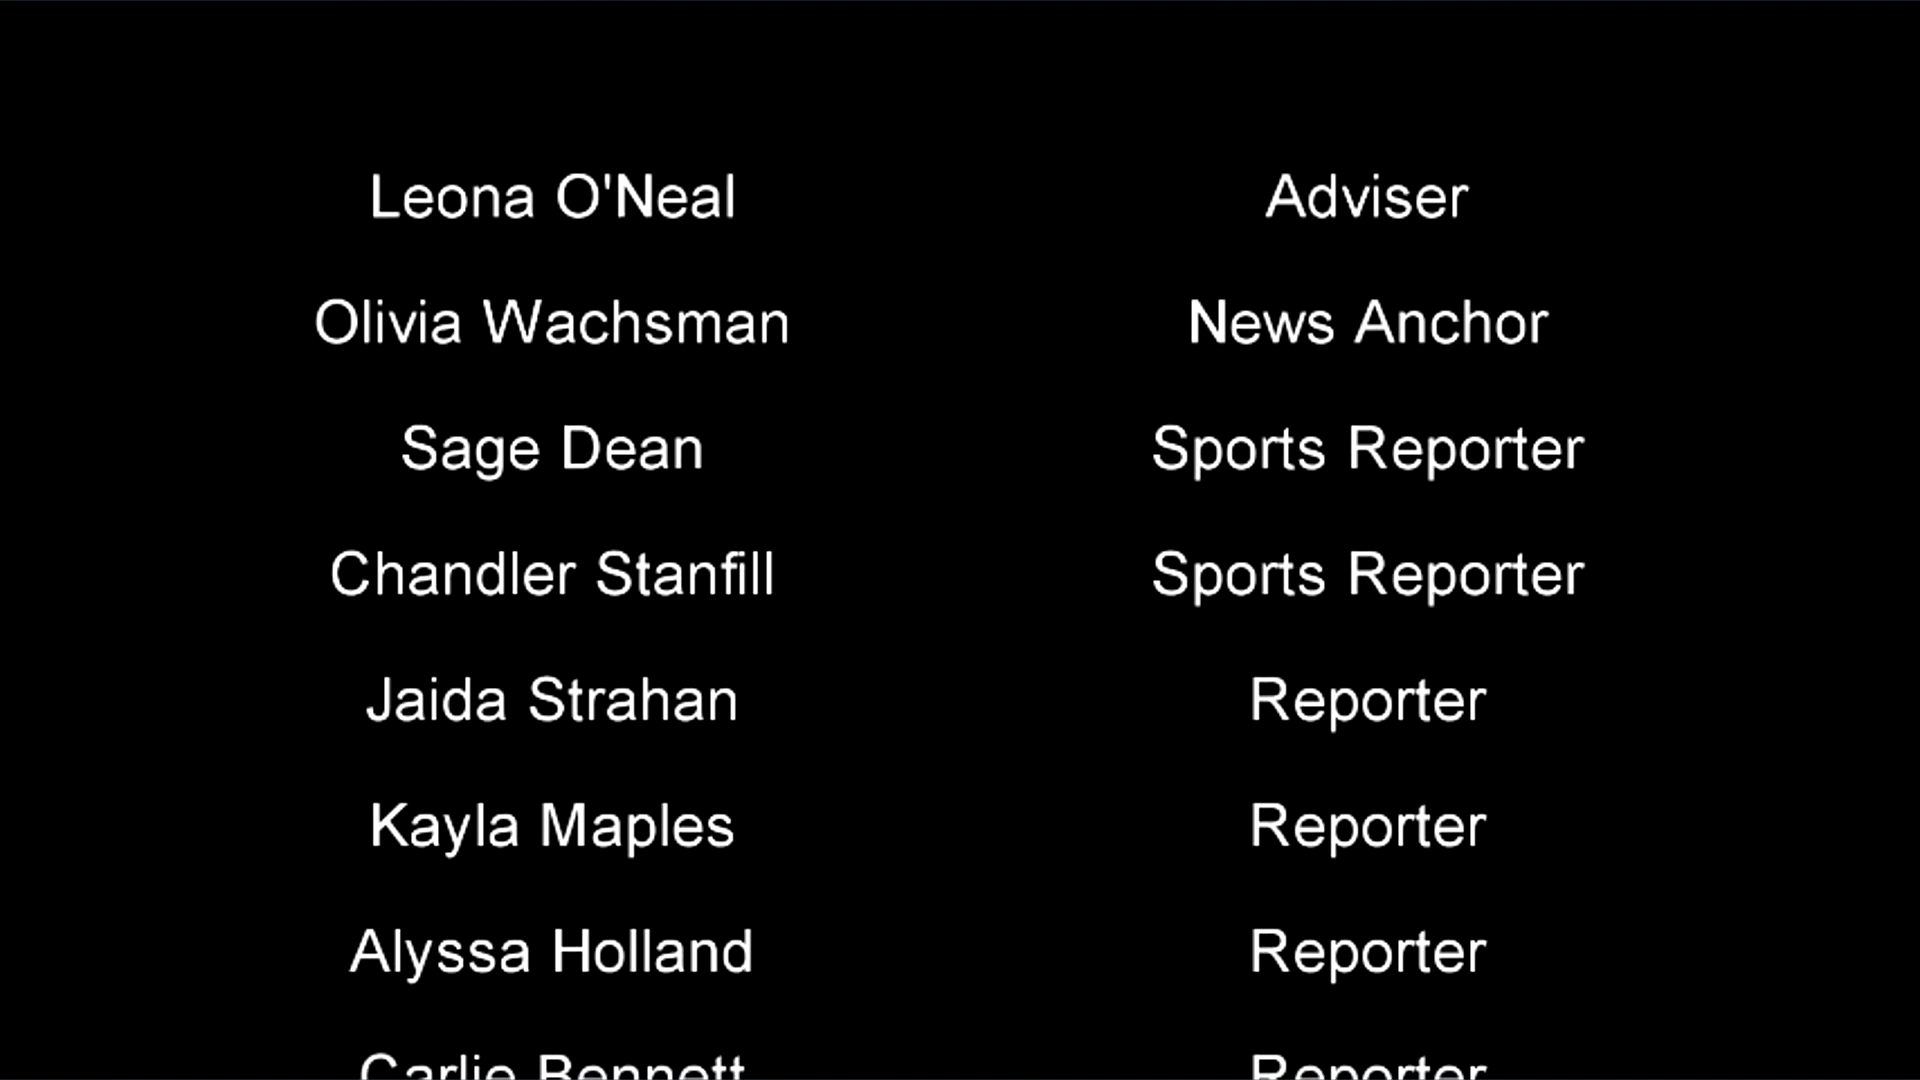 Leona O'Neal Adviser
Olivia Wachsman News Anchor
Sage Dean Sports Reporter
Chandler Stanfill Sports Reporter
Jaida Strahan Reporter
Kayla Maples Reporter
Alyssa Holland Reporter
Carlie Bennett Reporter